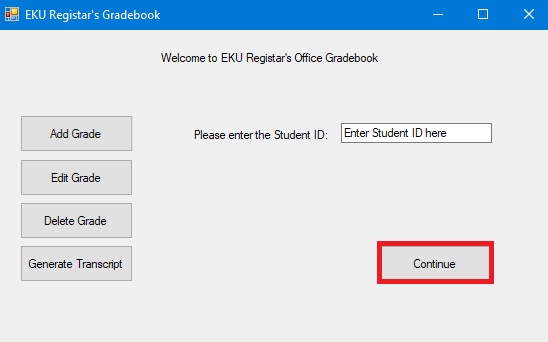 EKU Registar's Gradebook
Welcome to EKU Registar's Office Gradebook
Add Grade
Please enter the Student ID:
Enter Student ID here
Edit Grade
Delete Grade
Generate Transcript
Continue